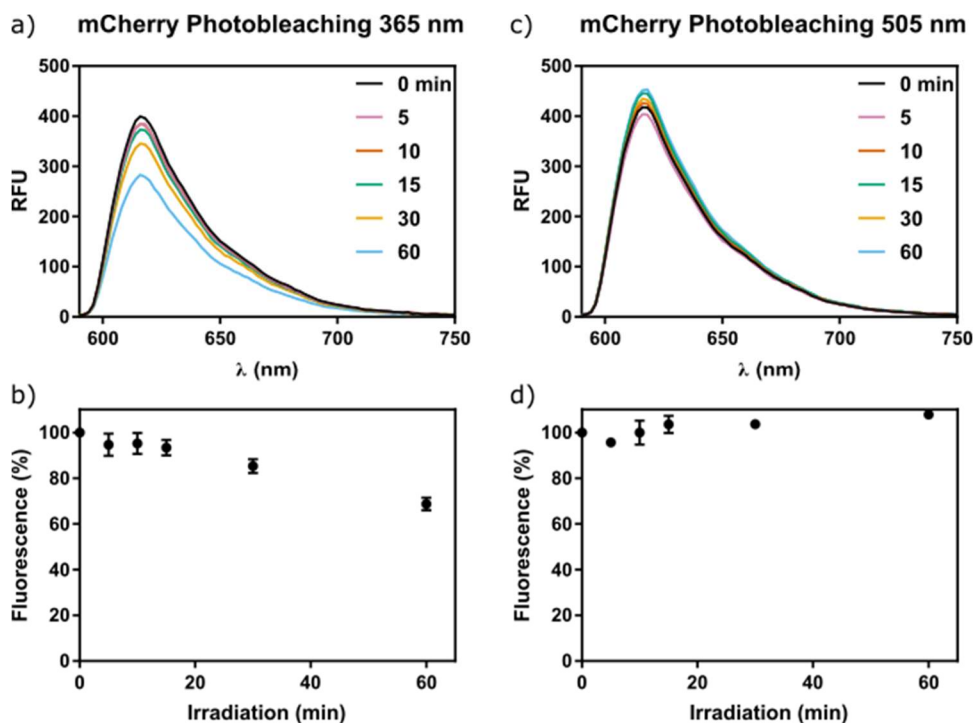 a) mCherry Photobleaching 365 nm
500
400
300
200
100
0
RFU
0 min
5
10
15
30
60
600 650 700 750
λ (nm)
c) mCherry Photobleaching 505 nm
500
400
300
200
100
0
RFU
0 min
5
10
15
30
60
600 650 700 750
λ (nm)
b)
100
80
60
40
20
0
Fluorescence (%)
0 20 40 60
Irradiation (min)
d)
100
80
60
40
20
0
Fluorescence (%)
0 20 40 60
Irradiation (min)